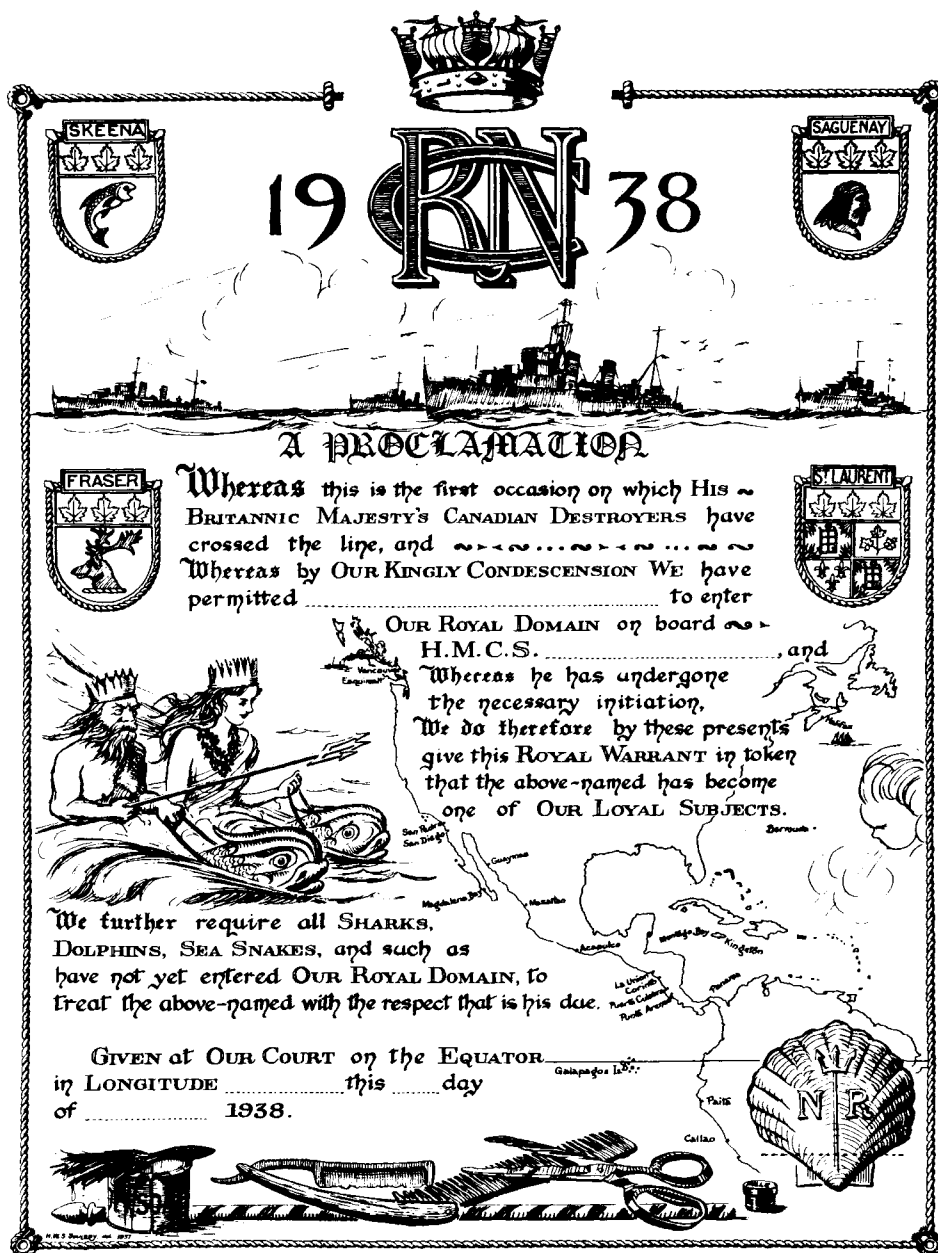 SKEENA
SAGUENAY
19 RCN 38
A PROCLAMATION
FRASER
ST. LAURENT
Whereas this is the first occasion on which HIS
BRITANNIC MAJESTY'S CANADIAN DESTROYERS have
crossed the line, and
Whereas by OUR KINGLY CONDESCENSION WE have
permitted to enter
OUR ROYAL DOMAIN on board
H.M.C.S. , and
Whereas he has undergone
the necessary initiation,
We do therefore by these presents
give this ROYAL WARRANT in token
that the above-named has become
one of OUR LOYAL SUBJECTS.
Vancouver
Esquimalt
Halifax
Bermuda
San Pedro
San Diego
Guaymas
Magdalena Bay
Mazatlan
Acapulco
Montego Bay
Kingston
La Union
Corinto
Punta Arenas
Panama
We further require all SHARKS,
DOLPHINS, SEA SNAKES, and such as
have not yet entered OUR ROYAL DOMAIN, to
treat the above-named with the respect that is his due.
GIVEN at OUR COURT on the EQUATOR
in LONGITUDE this day
of 1938.
Galapagos Is.
Paita
Callao
N R